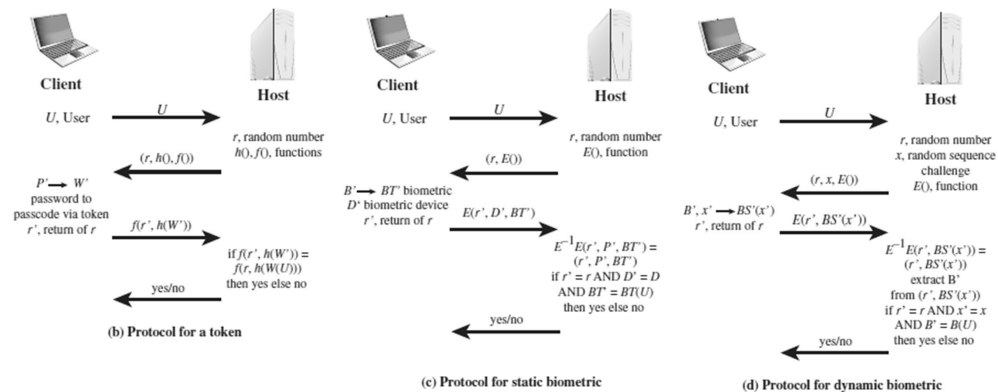 Client
Host
U, User
U
r, random number
h(), f(), functions
(r, h(), f())
P' → W'
password to
passcode via token
r', return of r
f(r', h(W'))
if f(r', h(W')) =
f(r, h(W(U)))
then yes else no
yes/no
(b) Protocol for a token
Client
Host
U, User
U
r, random number
E(), function
(r, E())
B' → BT' biometric
D' biometric device
r', return of r
E(r', D', BT')
E⁻¹E(r', P', BT') =
(r', P', BT')
if r' = r AND D' = D
AND BT' = BT(U)
then yes else no
yes/no
(c) Protocol for static biometric
Client
Host
U, User
U
r, random number
x, random sequence
challenge
E(), function
(r, x, E())
B', x' → BS'(x')
r', return of r
E(r', BS'(x'))
E⁻¹E(r', BS'(x')) =
(r', BS'(x'))
extract B'
from (r', BS'(x'))
if r' = r AND x' = x
AND B' = B(U)
then yes else no
yes/no
(d) Protocol for dynamic biometric